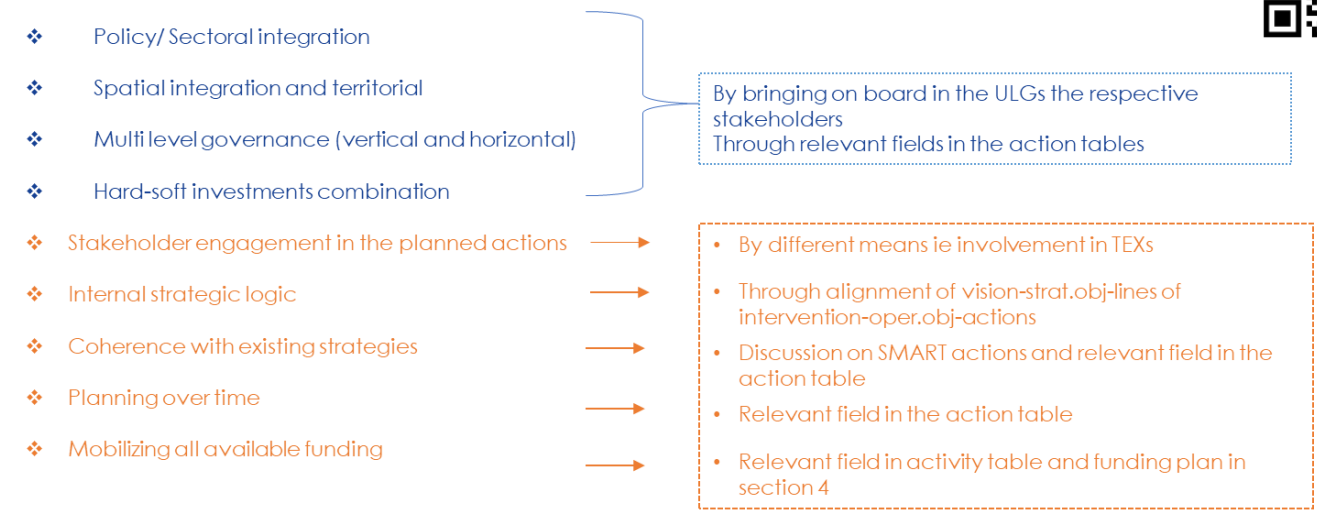 Policy/ Sectoral integration
Spatial integration and territorial
Multi level governance (vertical and horizontal)
Hard-soft investments combination
By bringing on board in the ULGs the respective
stakeholders
Through relevant fields in the action tables
Stakeholder engagement in the planned actions
Internal strategic logic
Coherence with existing strategies
Planning over time
Mobilizing all available funding
• By different means ie involvement in TEXs
• Through alignment of vision-strat.obj-lines of
intervention-oper.obj-actions
• Discussion on SMART actions and relevant field in the
action table
• Relevant field in the action table
• Relevant field in activity table and funding plan in
section 4